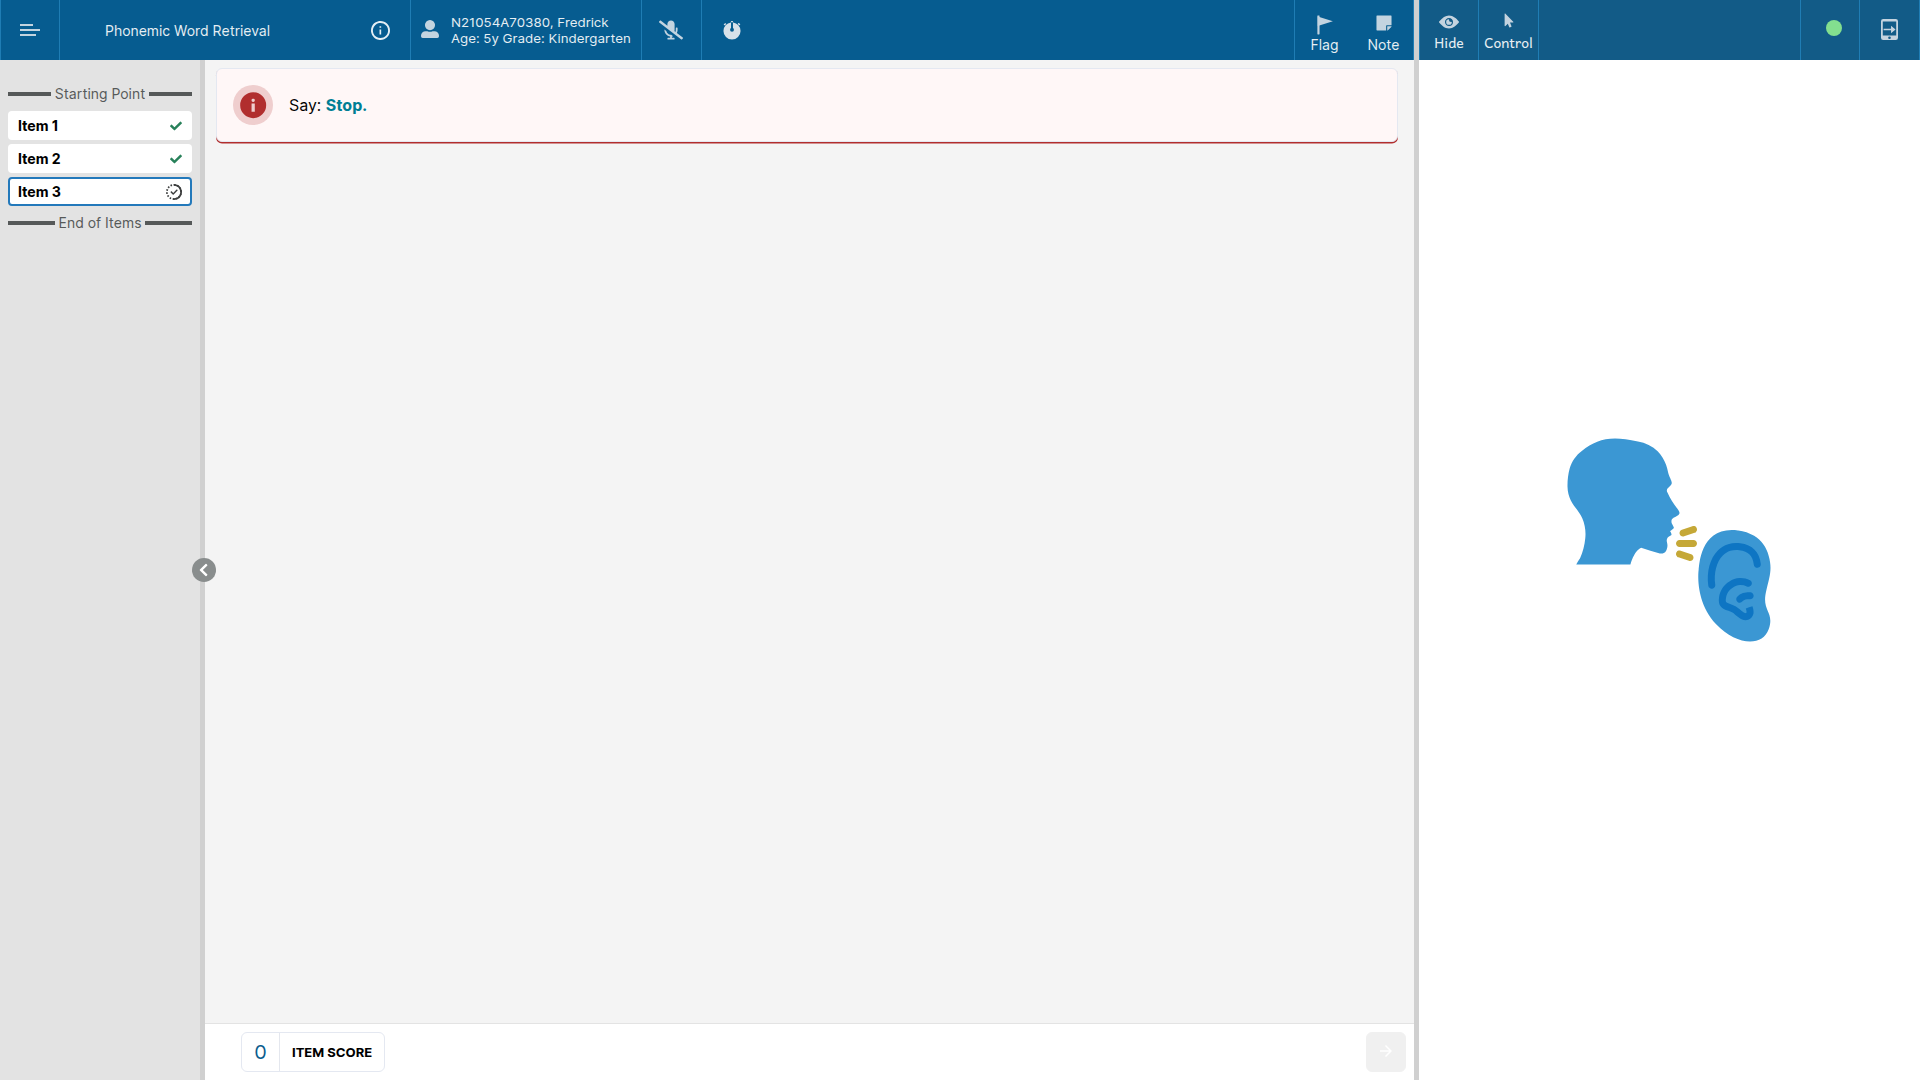 Phonemic Word Retrieval
N21054A70380, Fredrick
Age: 5y Grade: Kindergarten
Flag
Note
Hide
Control
Starting Point
Item 1
Item 2
Item 3
End of Items
Say: Stop.
0
ITEM SCORE